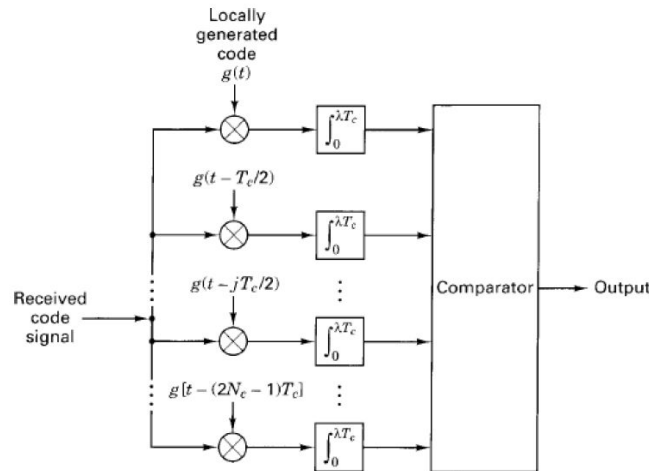 Locally
generated
code
g(t)
∫₀^λT_c
g(t − T_c/2)
∫₀^λT_c
⋮
⋮
g(t − jT_c/2)
Received
code
signal
∫₀^λT_c
Comparator
Output
⋮
g[t − (2N_c − 1)T_c]
⋮
∫₀^λT_c